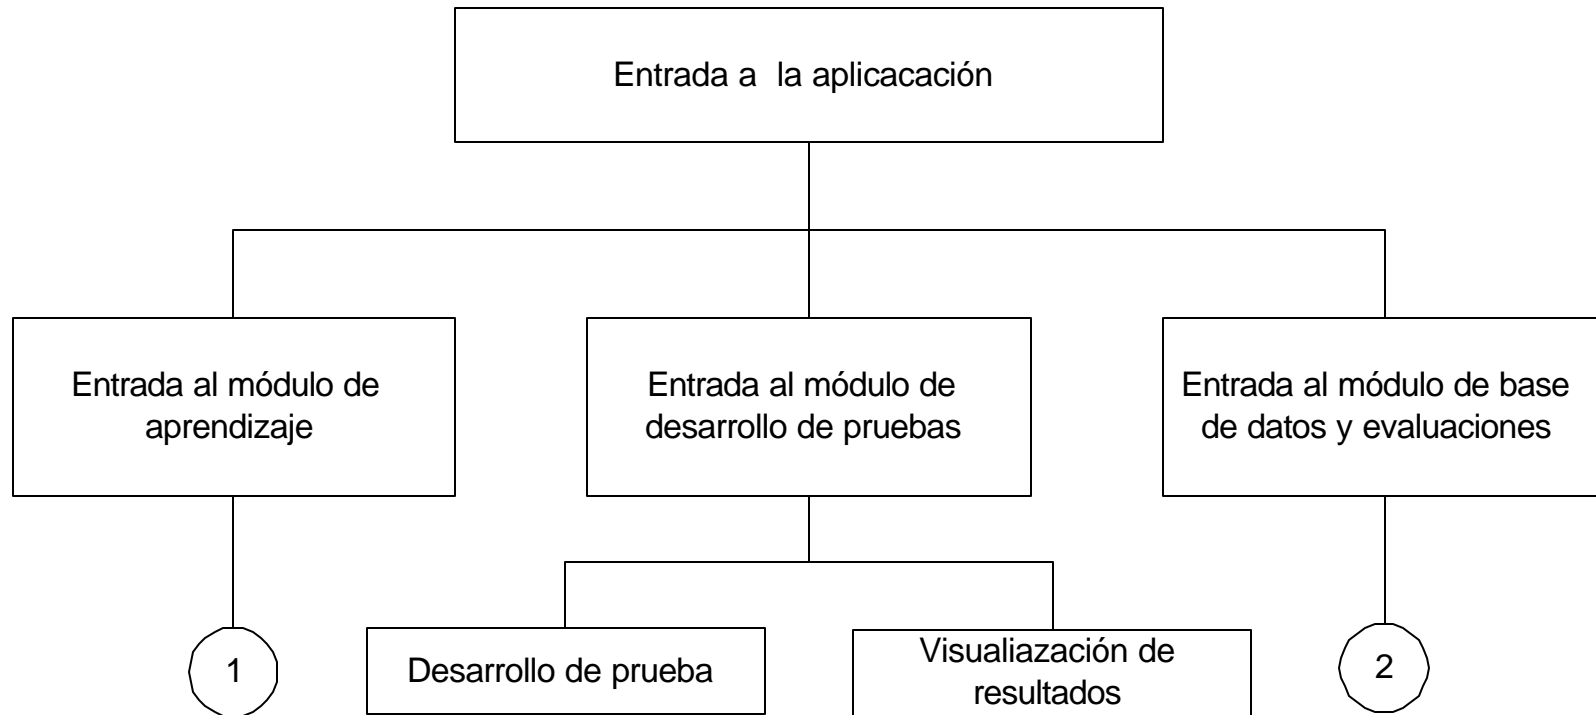 Entrada a  la aplicacación
Entrada al módulo de
aprendizaje
Entrada al módulo de
desarrollo de pruebas
Entrada al módulo de base
de datos y evaluaciones
1
Desarrollo de prueba
Visualiazación de
resultados
2